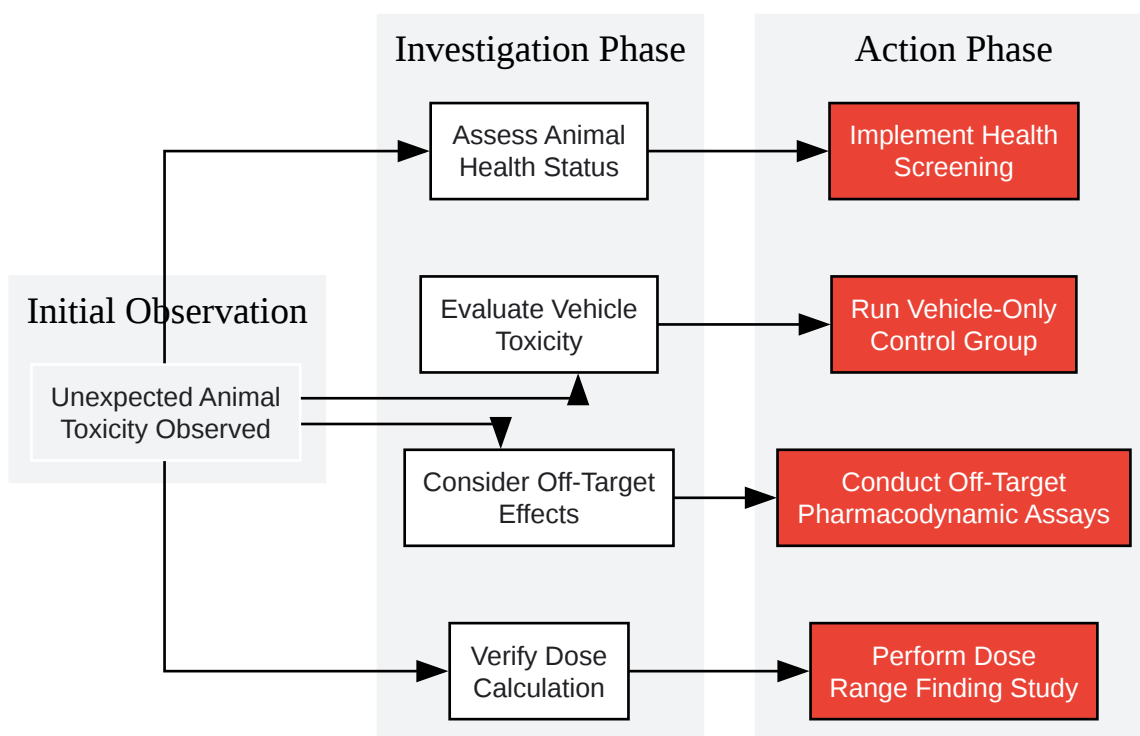 Investigation Phase
Action Phase
Assess Animal
Health Status
Implement Health
Screening
Initial Observation
Evaluate Vehicle
Toxicity
Run Vehicle-Only
Control Group
Unexpected Animal
Toxicity Observed
Consider Off-Target
Effects
Conduct Off-Target
Pharmacodynamic Assays
Verify Dose
Calculation
Perform Dose
Range Finding Study